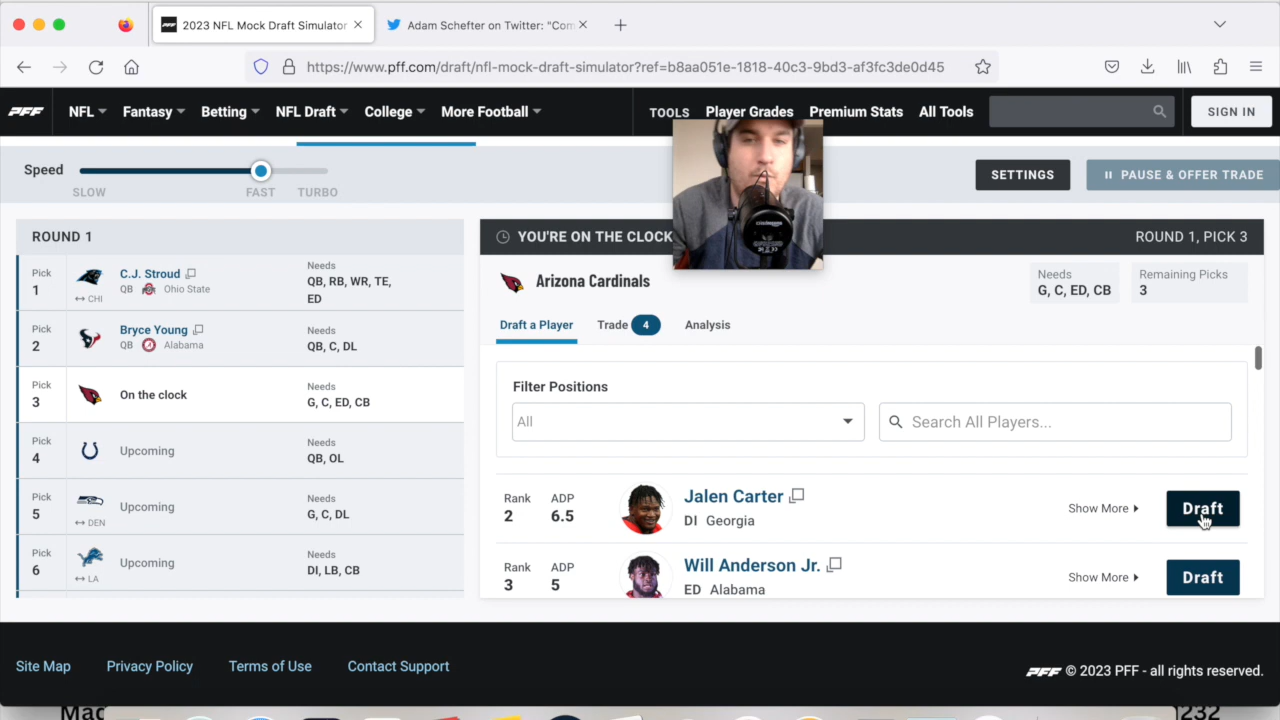 2023 NFL Mock Draft Simulator
Adam Schefter on Twitter: "Com
https://www.pff.com/draft/nfl-mock-draft-simulator?ref=b8aa051e-1818-40c3-9bd3-af3fc3de0d45
PFF NFL Fantasy Betting NFL Draft College More Football TOOLS Player Grades Premium Stats All Tools SIGN IN
Speed
SLOW FAST TURBO
SETTINGS
PAUSE & OFFER TRADE
ROUND 1
Pick 1
CHI
C.J. Stroud
QB Ohio State
Needs
QB, RB, WR, TE,
ED
Pick 2
Bryce Young
QB Alabama
Needs
QB, C, DL
Pick 3
On the clock
Needs
G, C, ED, CB
Pick 4
Upcoming
Needs
QB, OL
Pick 5
DEN
Upcoming
Needs
G, C, DL
Pick 6
LA
Upcoming
Needs
DI, LB, CB
YOU'RE ON THE CLOCK
ROUND 1, PICK 3
Arizona Cardinals
Needs
G, C, ED, CB
Remaining Picks
3
Draft a Player Trade 4 Analysis
Filter Positions
All
Search All Players...
Rank ADP
2 6.5
Jalen Carter
DI Georgia
Show More
Draft
Rank ADP
3 5
Will Anderson Jr.
ED Alabama
Show More
Draft
Site Map Privacy Policy Terms of Use Contact Support
PFF © 2023 PFF - all rights reserved.